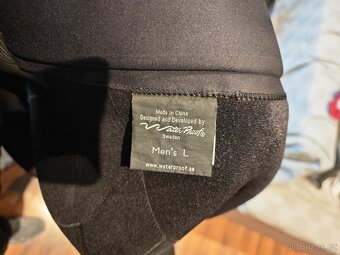 Made in China
Designed and Developed by
WaterProof®
Sweden
Men's L
www.waterproof.se